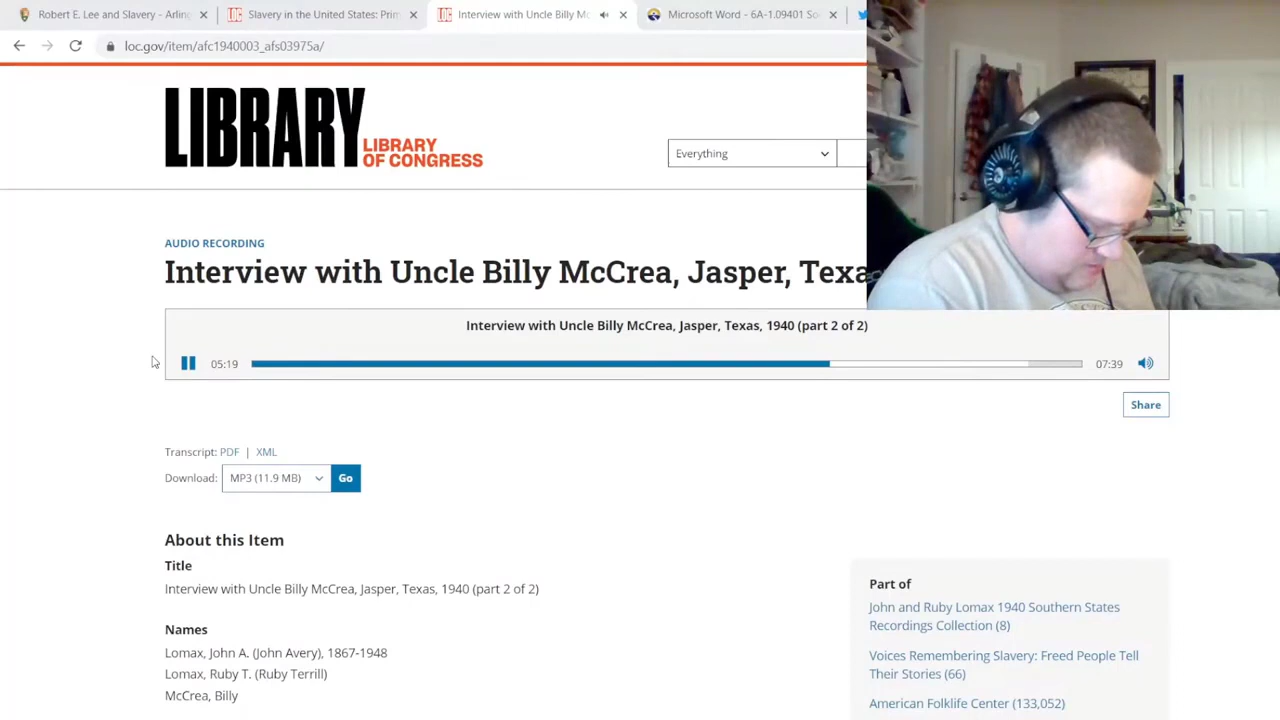 Robert E. Lee and Slavery - Arling
Slavery in the United States: Prim
Interview with Uncle Billy Mc
Microsoft Word - 6A-1.09401 So
loc.gov/item/afc1940003_afs03975a/
LIBRARY
LIBRARY
OF CONGRESS
Everything
AUDIO RECORDING
Interview with Uncle Billy McCrea, Jasper, Texa
Interview with Uncle Billy McCrea, Jasper, Texas, 1940 (part 2 of 2)
05:19
07:39
Share
Transcript: PDF | XML
Download: MP3 (11.9 MB) Go
About this Item
Title
Interview with Uncle Billy McCrea, Jasper, Texas, 1940 (part 2 of 2)
Names
Lomax, John A. (John Avery), 1867-1948
Lomax, Ruby T. (Ruby Terrill)
McCrea, Billy
Part of
John and Ruby Lomax 1940 Southern States
Recordings Collection (8)
Voices Remembering Slavery: Freed People Tell
Their Stories (66)
American Folklife Center (133,052)